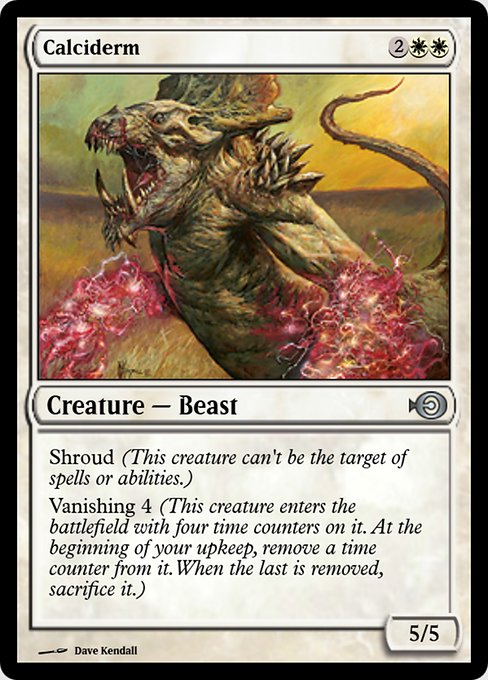 Calciderm 2
Creature — Beast
Shroud (This creature can't be the target of
spells or abilities.)
Vanishing 4 (This creature enters the
battlefield with four time counters on it. At the
beginning of your upkeep, remove a time
counter from it. When the last is removed,
sacrifice it.)
5/5
Dave Kendall